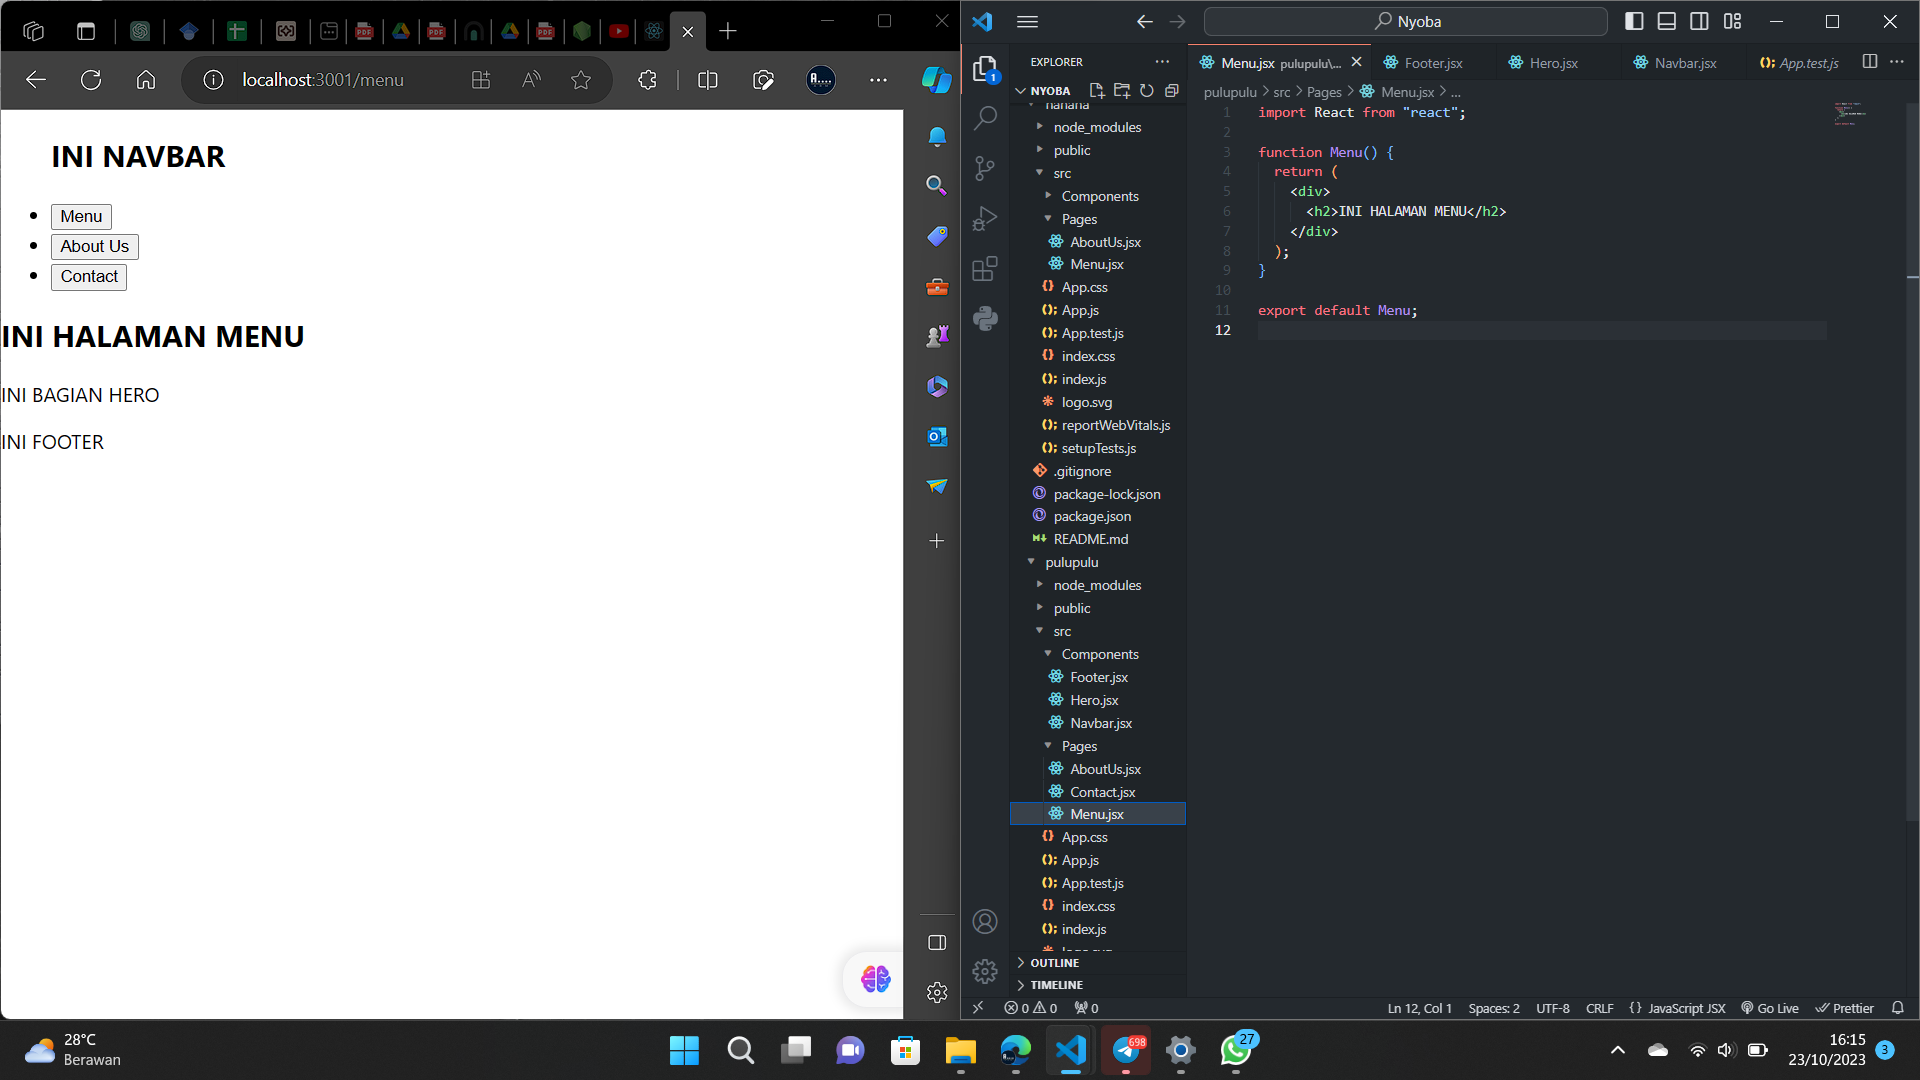 localhost:3001/menu
INI NAVBAR
Menu
About Us
Contact
INI HALAMAN MENU
INI BAGIAN HERO
INI FOOTER
Nyoba
EXPLORER
NYOBA
nanana
node_modules
public
src
Components
Pages
AboutUs.jsx
Menu.jsx
App.css
App.js
App.test.js
index.css
index.js
logo.svg
reportWebVitals.js
setupTests.js
.gitignore
package-lock.json
package.json
README.md
pulupulu
node_modules
public
src
Components
Footer.jsx
Hero.jsx
Navbar.jsx
Pages
AboutUs.jsx
Contact.jsx
Menu.jsx
App.css
App.js
App.test.js
index.css
index.js
logo.svg
OUTLINE
TIMELINE
Menu.jsx pulupulu\... Footer.jsx Hero.jsx Navbar.jsx App.test.js
pulupulu > src > Pages > Menu.jsx > ...
1 import React from "react";
2
3 function Menu() {
4 return (
5 <div>
6 <h2>INI HALAMAN MENU</h2>
7 </div>
8 );
9 }
10
11 export default Menu;
12
0 0 0 Ln 12, Col 1 Spaces: 2 UTF-8 CRLF {} JavaScript JSX Go Live Prettier
28°C
Berawan
698
27
16:15
23/10/2023
3
1